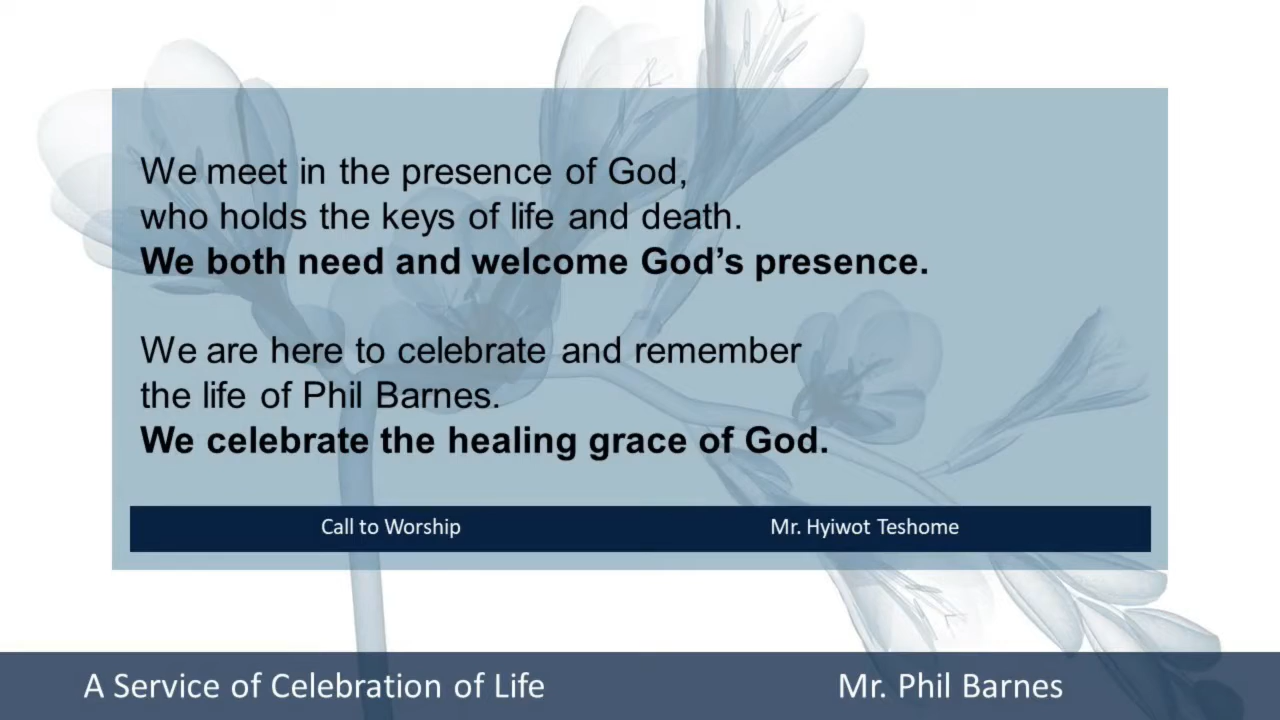 We meet in the presence of God,
who holds the keys of life and death.
We both need and welcome God’s presence.
We are here to celebrate and remember
the life of Phil Barnes.
We celebrate the healing grace of God.
Call to Worship Mr. Hyiwot Teshome
A Service of Celebration of Life Mr. Phil Barnes